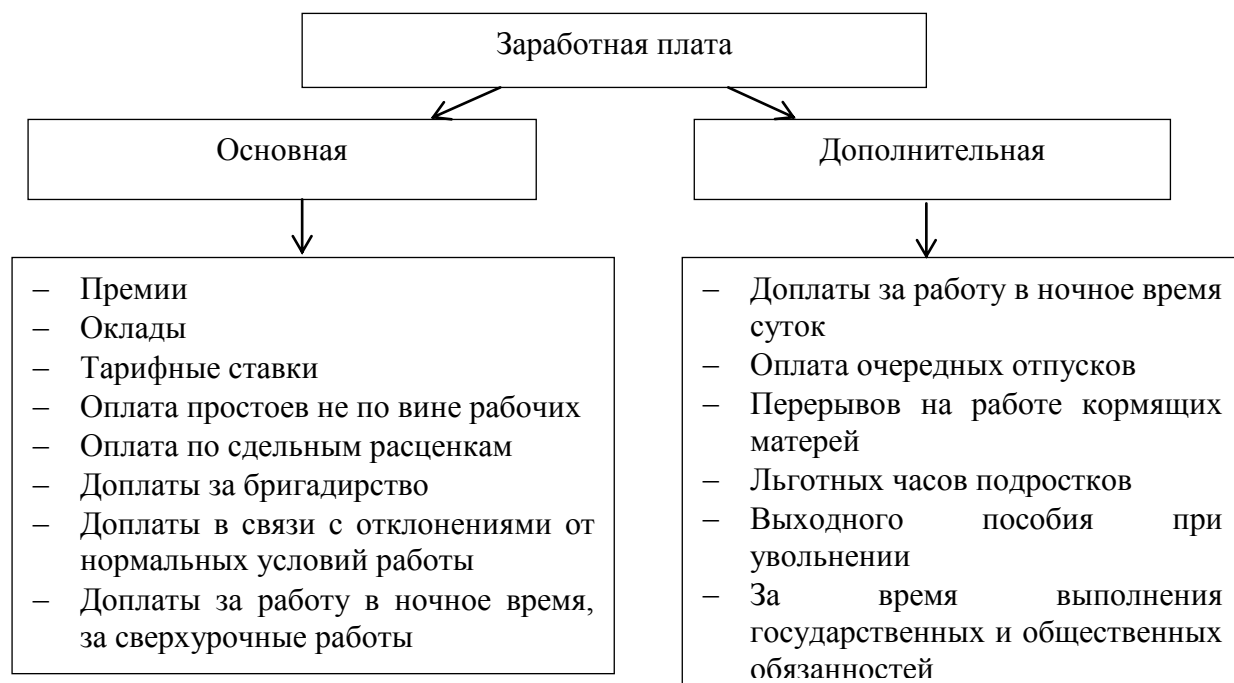 Заработная плата
Основная
Дополнительная
– Премии
– Оклады
– Тарифные ставки
– Оплата простоев не по вине рабочих
– Оплата по сдельным расценкам
– Доплаты за бригадирство
– Доплаты в связи с отклонениями от
нормальных условий работы
– Доплаты за работу в ночное время,
за сверхурочные работы
– Доплаты за работу в ночное время
суток
– Оплата очередных отпусков
– Перерывов на работе кормящих
матерей
– Льготных часов подростков
– Выходного пособия при
увольнении
– За время выполнения
государственных и общественных
обязанностей